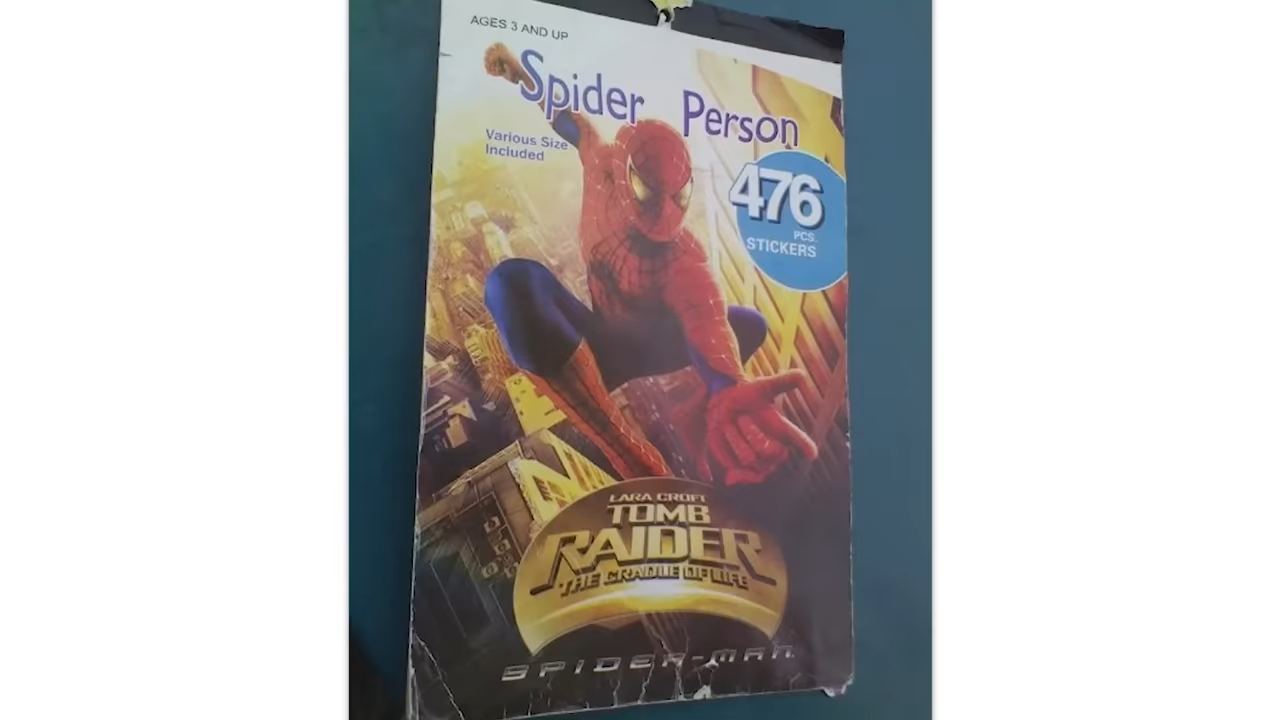 AGES 3 AND UP
Spider Person
Various Size
Included
476
PCS.
STICKERS
LARA CROFT
TOMB
RAIDER
THE CRADLE OF LIFE
SPIDER-MAN